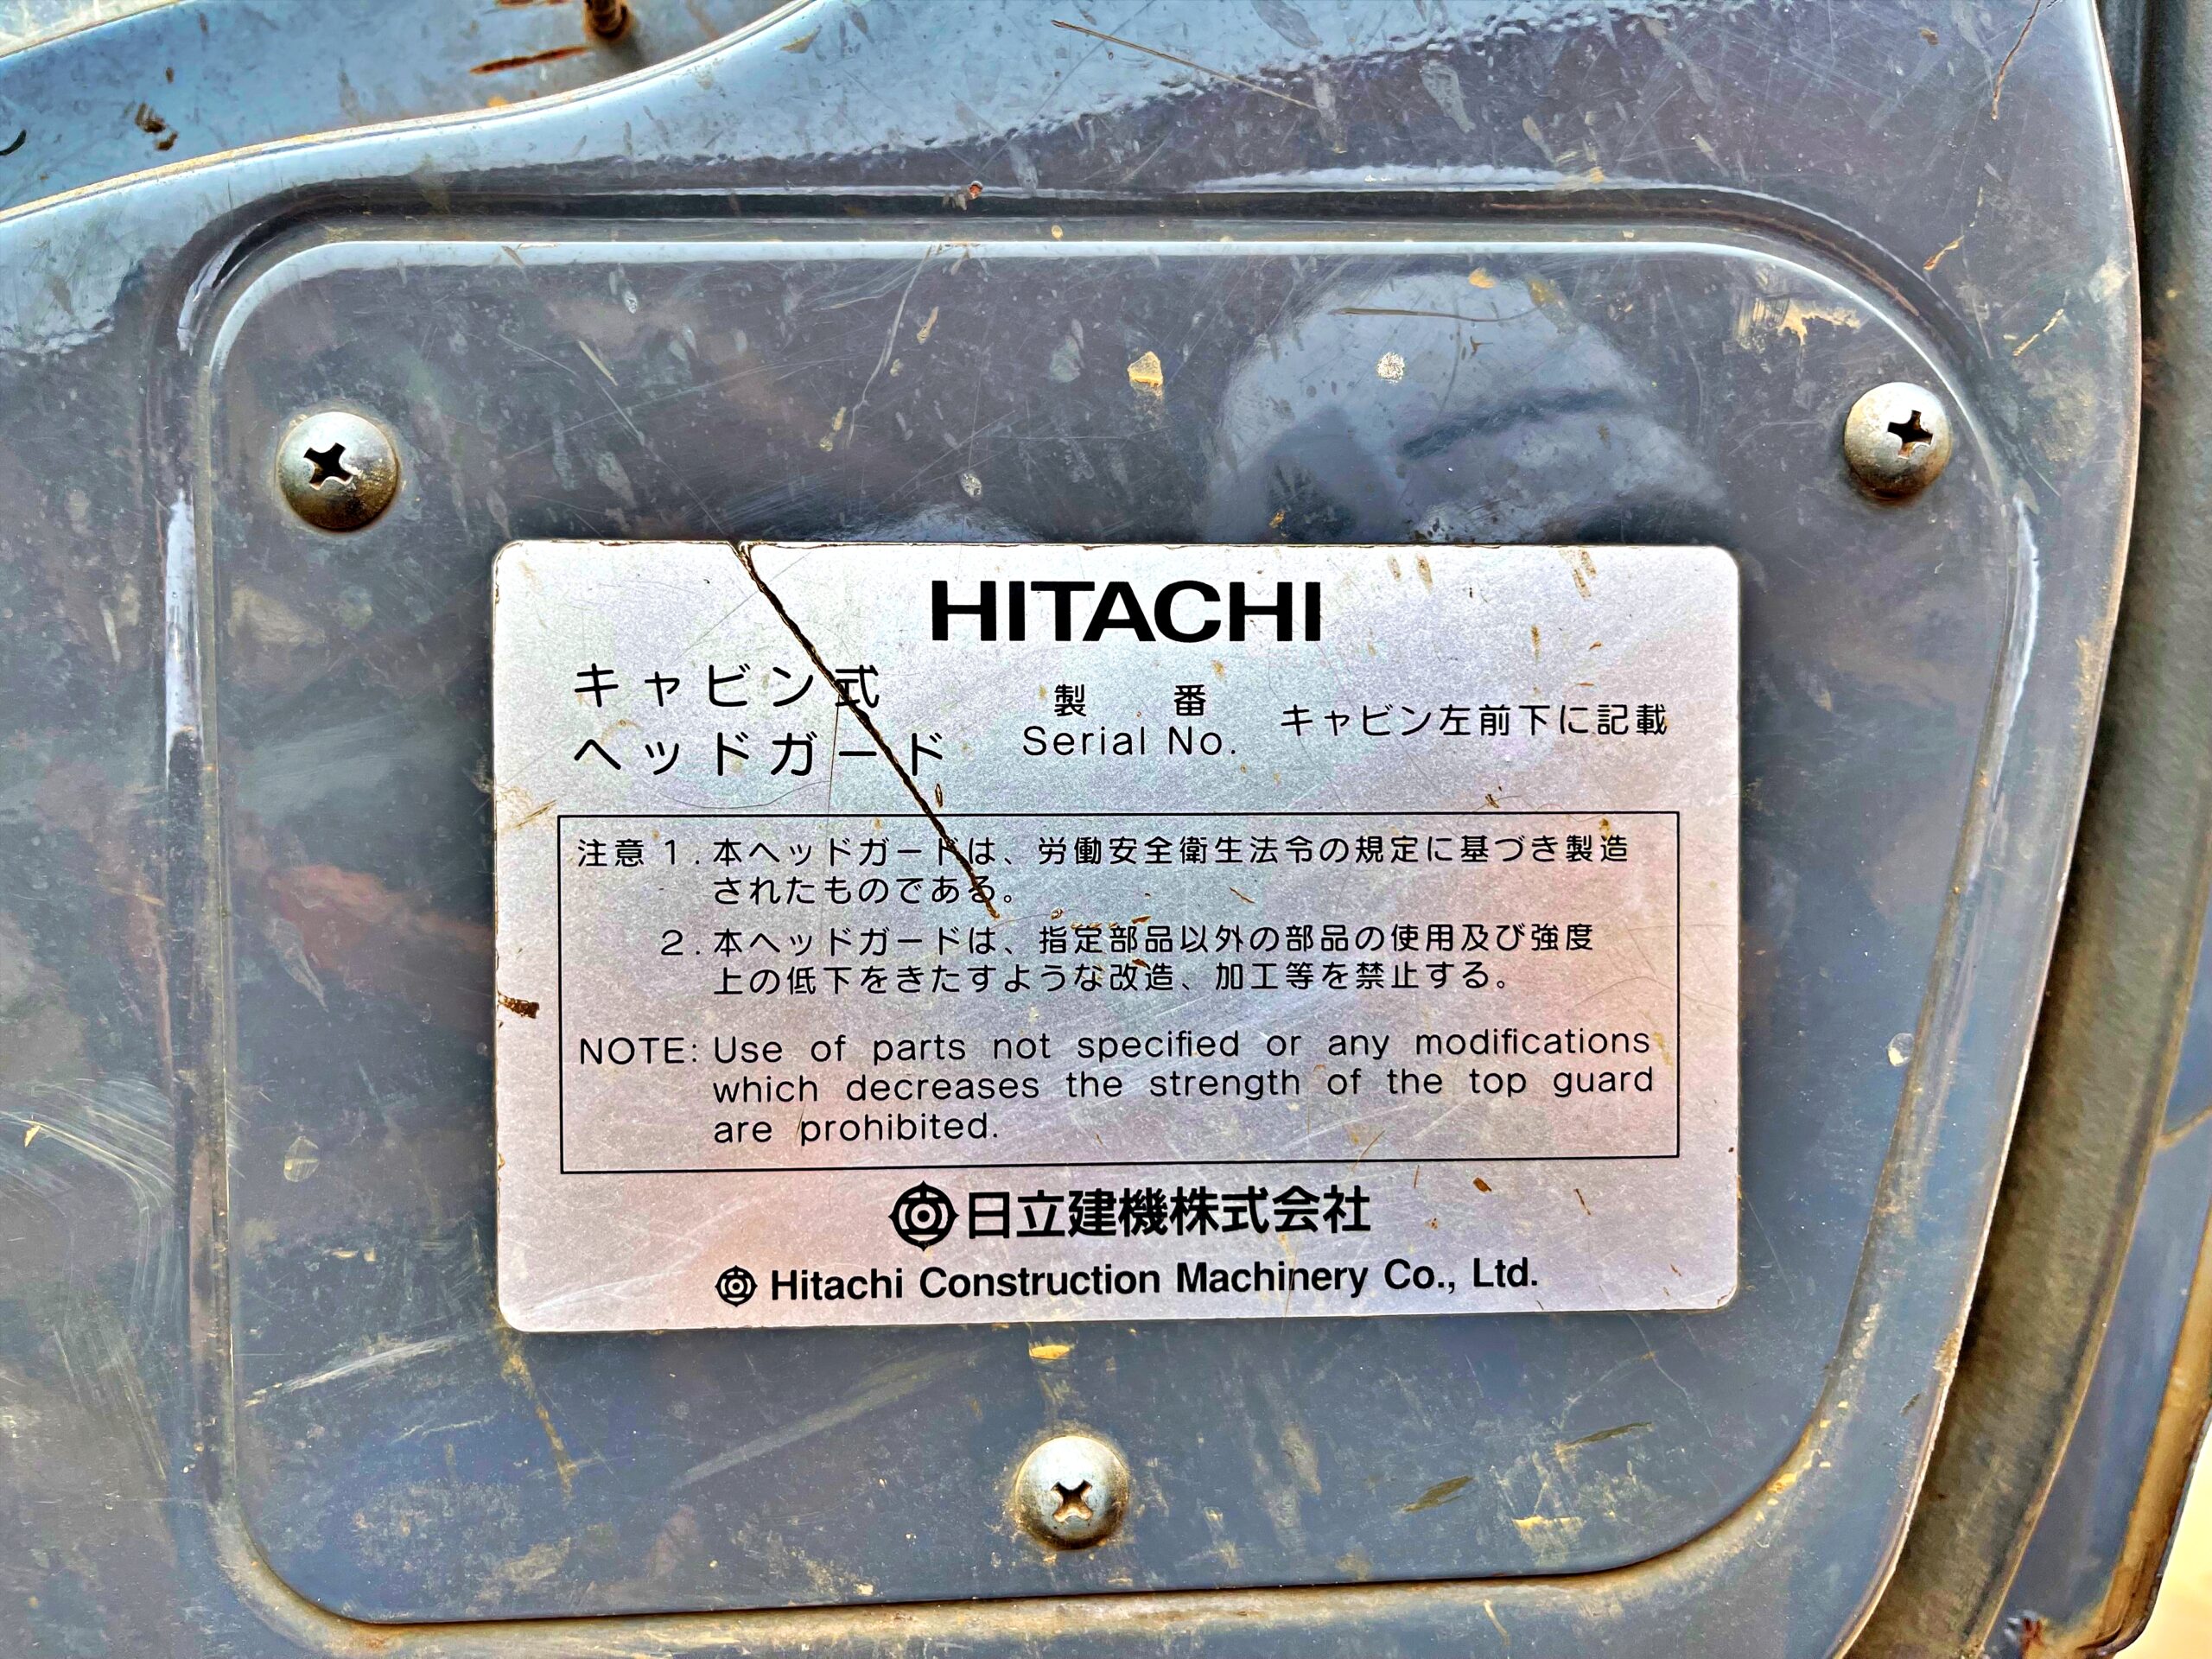 HITACHI
キャビン式
ヘッドガード
製 番
Serial No.
キャビン左前下に記載
注意 1. 本ヘッドガードは、労働安全衛生法令の規定に基づき製造
されたものである。
2. 本ヘッドガードは、指定部品以外の部品の使用及び強度
上の低下をきたすような改造、加工等を禁止する。
NOTE: Use of parts not specified or any modifications
which decreases the strength of the top guard
are prohibited.
日立建機株式会社
Hitachi Construction Machinery Co., Ltd.